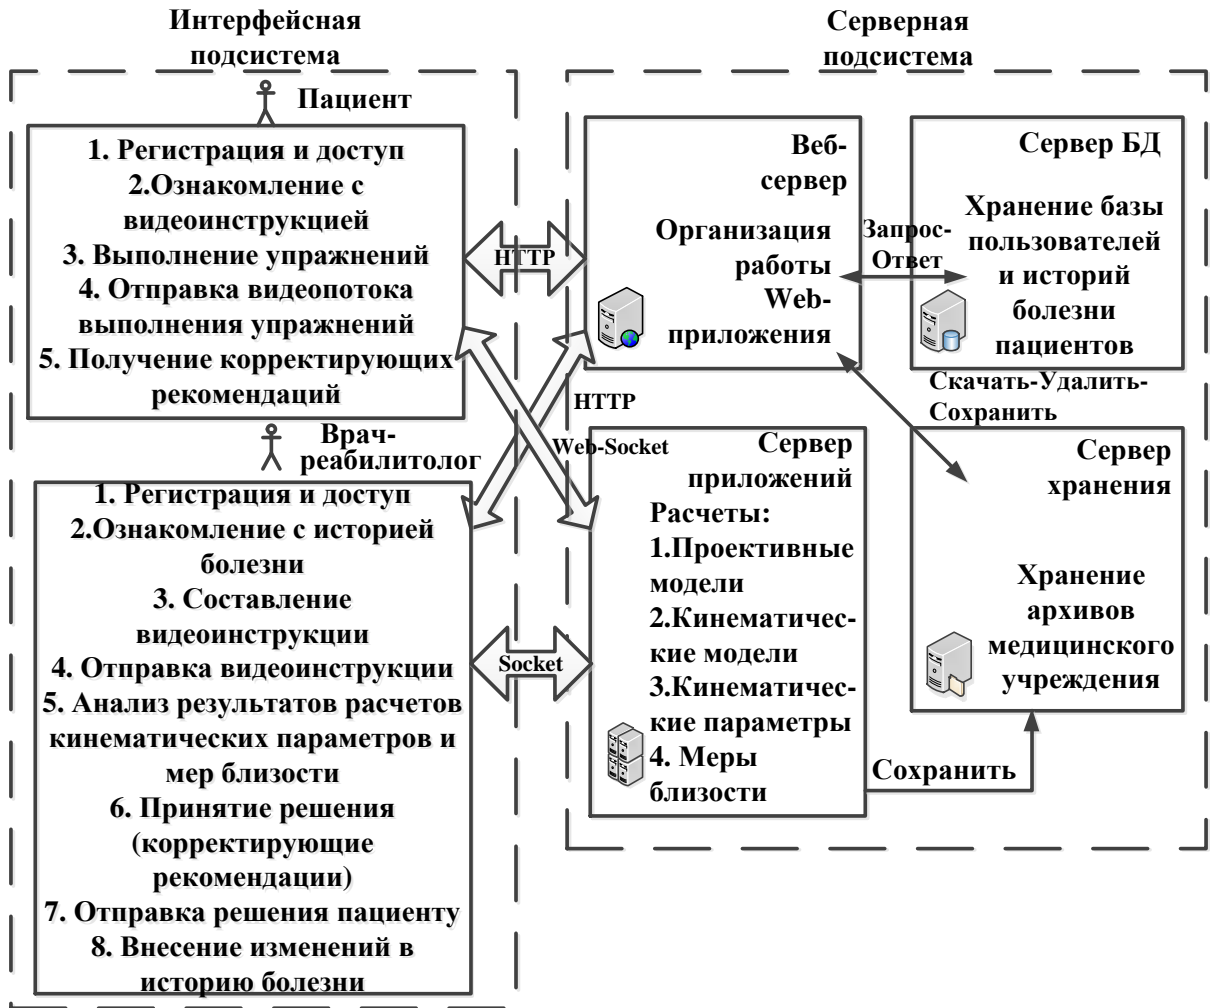 Интерфейсная
подсистема
Пациент
1. Регистрация и доступ
2.Ознакомление с
видеоинструкцией
3. Выполнение упражнений
4. Отправка видеопотока
выполнения упражнений
5. Получение корректирующих
рекомендаций
Врач-
реабилитолог
1. Регистрация и доступ
2.Ознакомление с историей
болезни
3. Составление
видеоинструкции
4. Отправка видеоинструкции
5. Анализ результатов расчетов
кинематических параметров и
мер близости
6. Принятие решения
(корректирующие
рекомендации)
7. Отправка решения пациенту
8. Внесение изменений в
историю болезни
HTTP
HTTP
Web-Socket
Socket
Серверная
подсистема
Веб-
сервер
Организация
работы
Web-
приложения
Запрос-
Ответ
Сервер БД
Хранение базы
пользователей
и историй
болезни
пациентов
Скачать-Удалить-
Сохранить
Сервер
приложений
Расчеты:
1.Проективные
модели
2.Кинематичес-
кие модели
3.Кинематичес-
кие параметры
4. Меры
близости
Сохранить
Сервер
хранения
Хранение
архивов
медицинского
учреждения